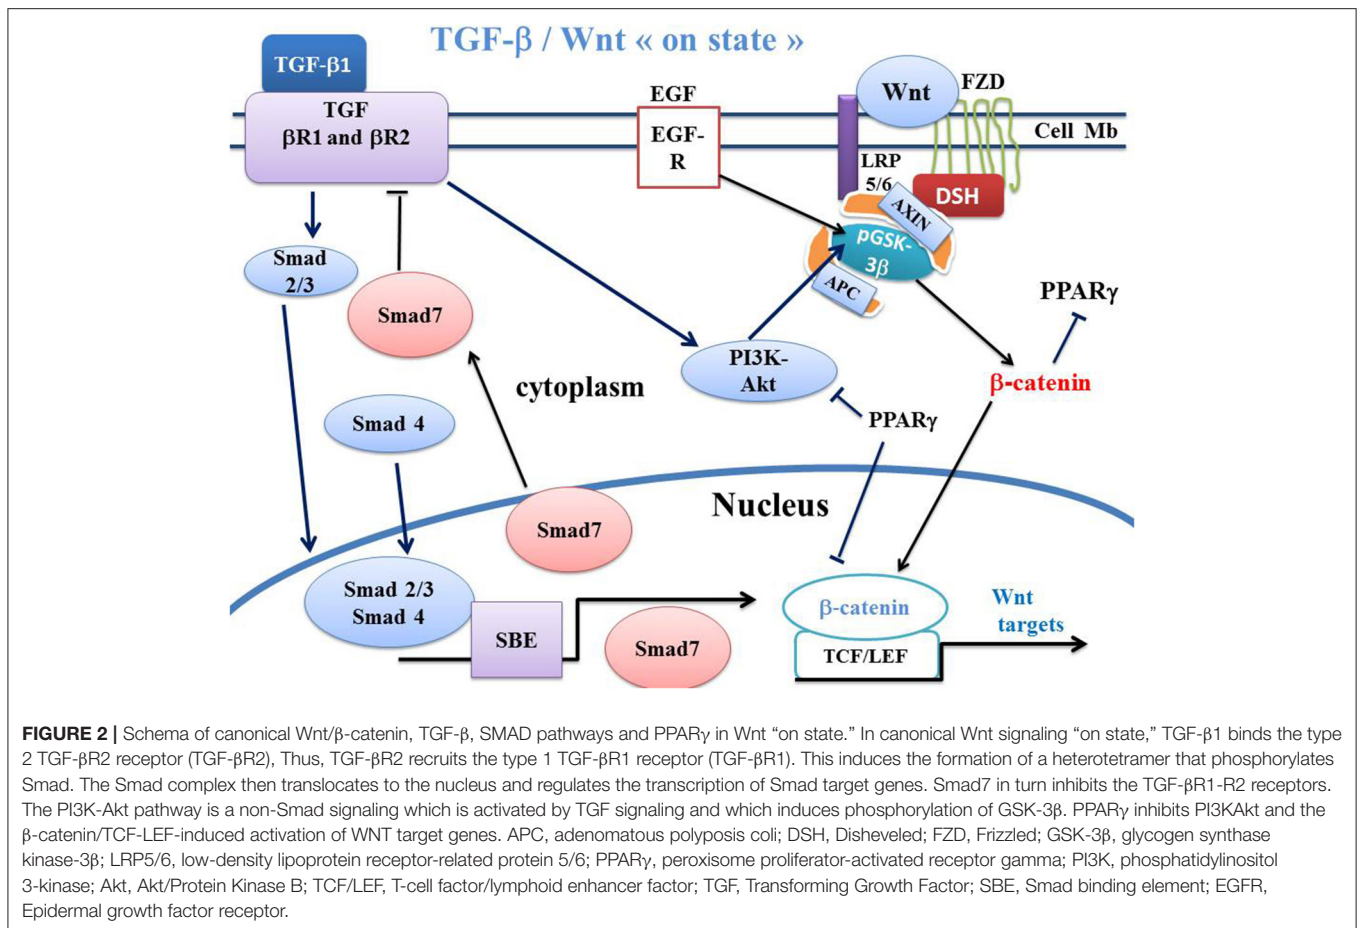 TGF-β / Wnt « on state »
TGF-β1
TGF
βR1 and βR2
EGF
EGF-
R
Wnt
FZD
Cell Mb
LRP
5/6
DSH
AXIN
pGSK-
3β
APC
Smad
2/3
Smad7
PPARγ
PI3K-
Akt
β-catenin
cytoplasm
Smad 4
PPARγ
Nucleus
Smad7
Smad 2/3
Smad 4
SBE
Smad7
β-catenin
TCF/LEF
Wnt
targets
FIGURE 2 | Schema of canonical Wnt/β-catenin, TGF-β, SMAD pathways and PPARγ in Wnt “on state.” In canonical Wnt signaling “on state,” TGF-β1 binds the type
2 TGF-βR2 receptor (TGF-βR2), Thus, TGF-βR2 recruits the type 1 TGF-βR1 receptor (TGF-βR1). This induces the formation of a heterotetramer that phosphorylates
Smad. The Smad complex then translocates to the nucleus and regulates the transcription of Smad target genes. Smad7 in turn inhibits the TGF-βR1-R2 receptors.
The PI3K-Akt pathway is a non-Smad signaling which is activated by TGF signaling and which induces phosphorylation of GSK-3β. PPARγ inhibits PI3KAkt and the
β-catenin/TCF-LEF-induced activation of WNT target genes. APC, adenomatous polyposis coli; DSH, Disheveled; FZD, Frizzled; GSK-3β, glycogen synthase
kinase-3β; LRP5/6, low-density lipoprotein receptor-related protein 5/6; PPARγ, peroxisome proliferator-activated receptor gamma; PI3K, phosphatidylinositol
3-kinase; Akt, Akt/Protein Kinase B; TCF/LEF, T-cell factor/lymphoid enhancer factor; TGF, Transforming Growth Factor; SBE, Smad binding element; EGFR,
Epidermal growth factor receptor.